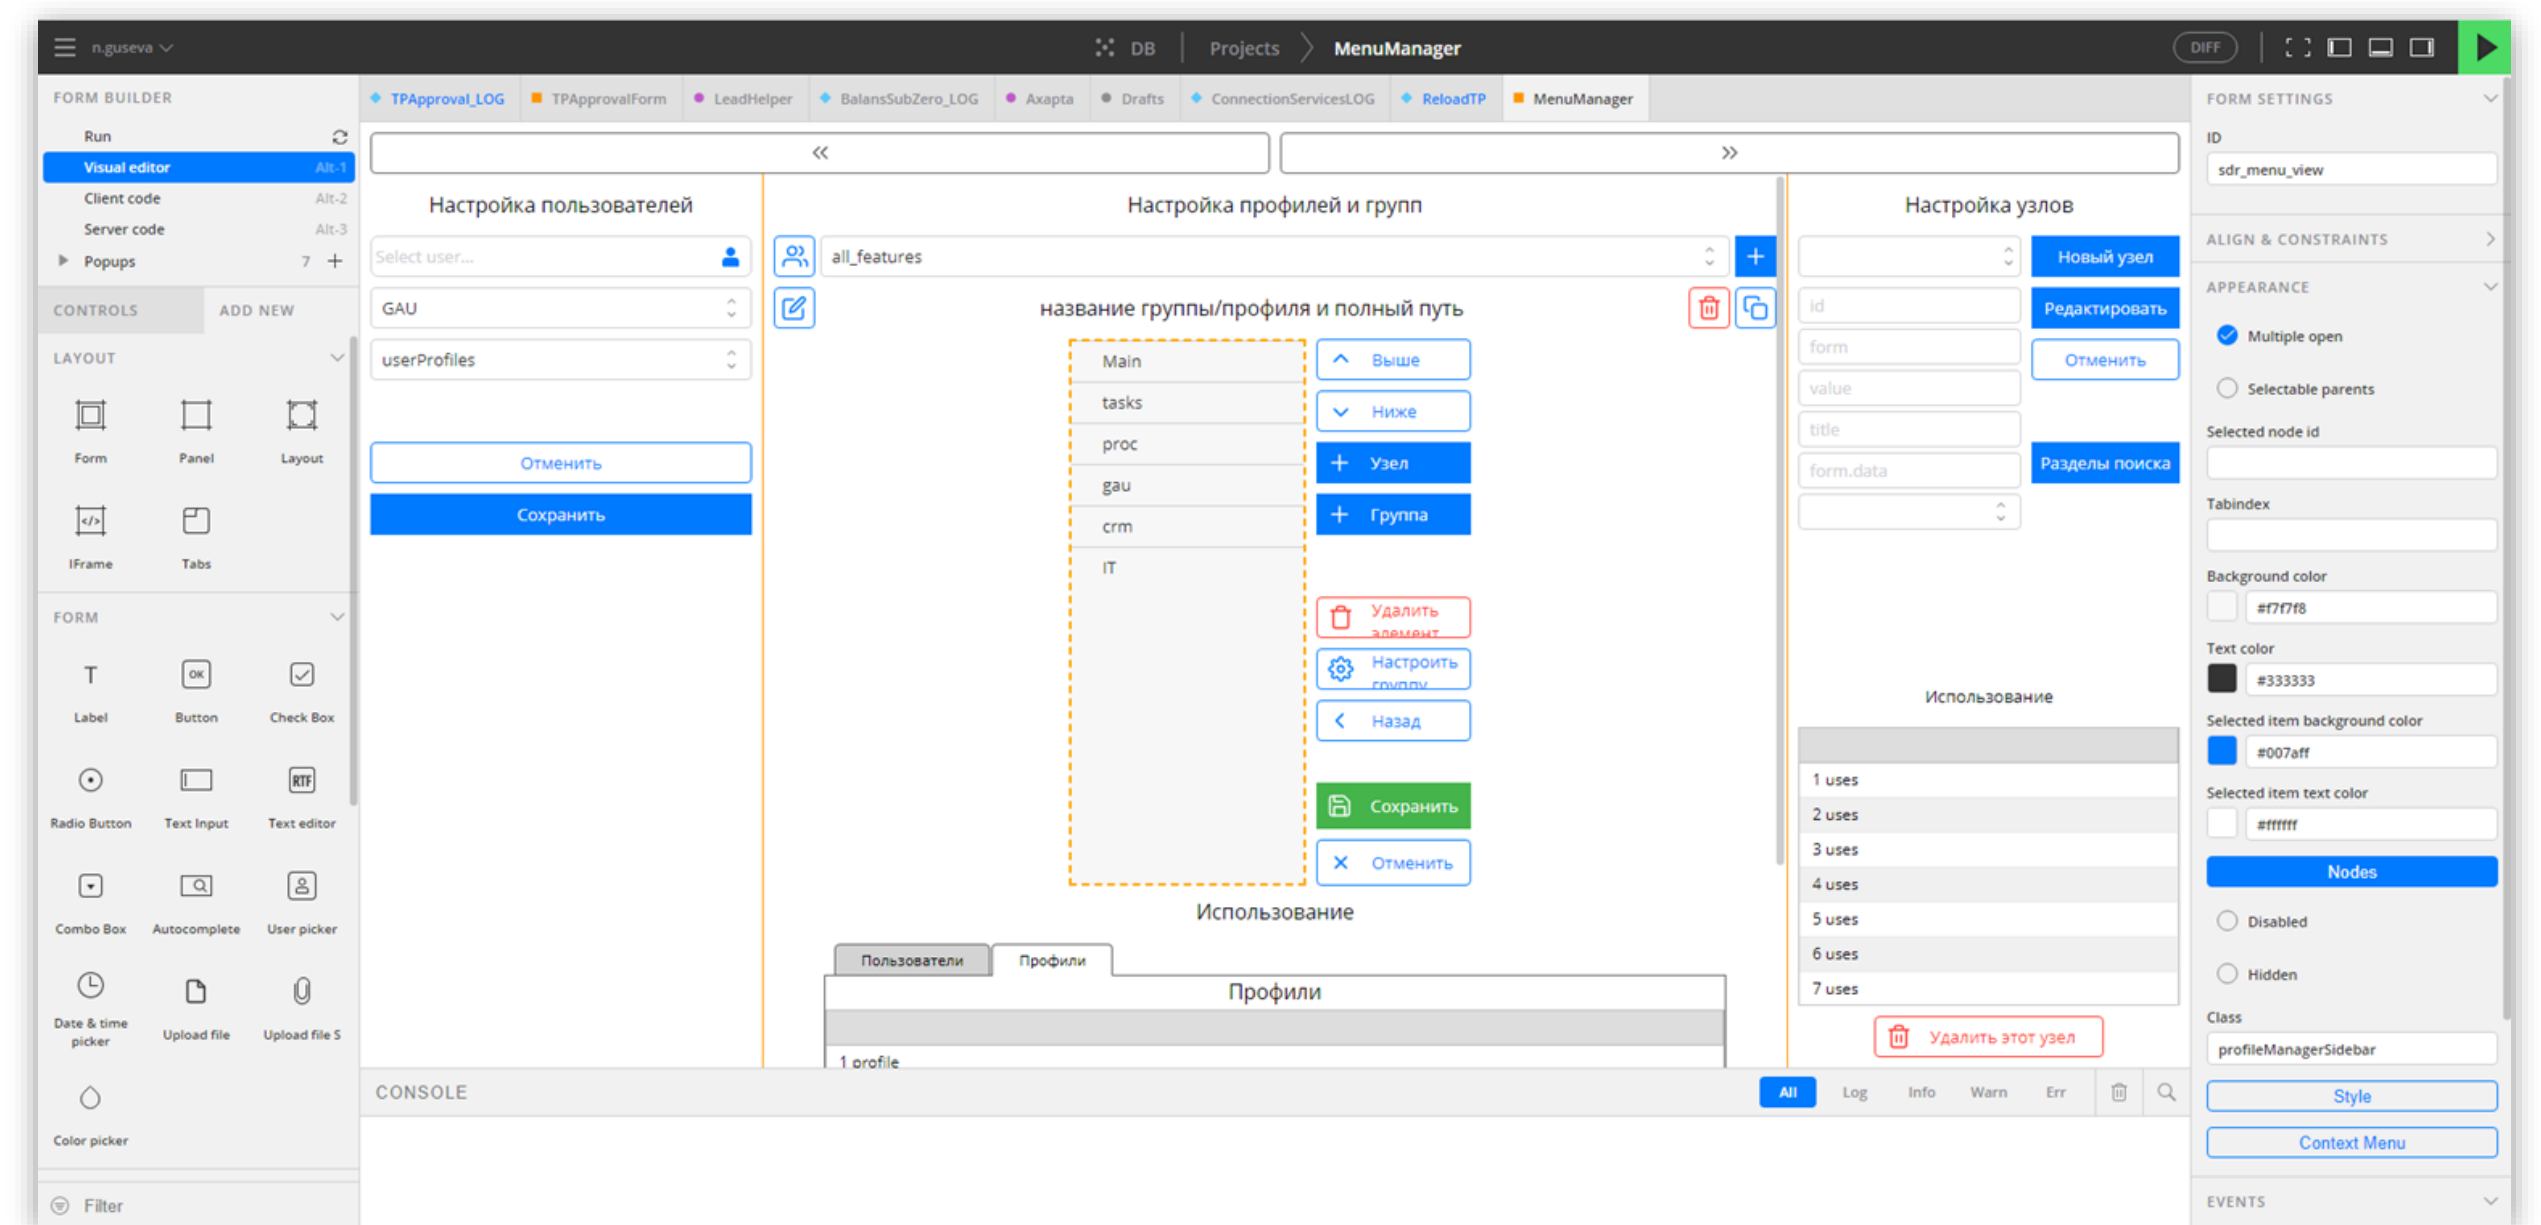 n.guseva
DB
Projects
MenuManager
DIFF
FORM BUILDER
Run
Visual editor Alt-1
Client code Alt-2
Server code Alt-3
Popups 7
CONTROLS
ADD NEW
LAYOUT
Form Panel Layout
IFrame Tabs
FORM
T OK
Label Button Check Box
RTF
Radio Button Text Input Text editor
Combo Box Autocomplete User picker
Date & time picker Upload file Upload file S
Color picker
Filter
TPApproval_LOG TPApprovalForm LeadHelper BalansSubZero_LOG Axapta Drafts ConnectionServicesLOG ReloadTP MenuManager
Настройка пользователей
Select user...
GAU
userProfiles
Отменить
Сохранить
Настройка профилей и групп
all_features
название группы/профиля и полный путь
Main
tasks
proc
gau
crm
IT
Выше
Ниже
Узел
Группа
Удалить
элемент
Настроить
группу
Назад
Сохранить
Отменить
Использование
Пользователи Профили
Профили
1 profile
Настройка узлов
Новый узел
id
Редактировать
form
Отменить
value
title
form.data
Разделы поиска
Использование
1 uses
2 uses
3 uses
4 uses
5 uses
6 uses
7 uses
Удалить этот узел
CONSOLE
All Log Info Warn Err
FORM SETTINGS
ID
sdr_menu_view
ALIGN & CONSTRAINTS
APPEARANCE
Multiple open
Selectable parents
Selected node id
Tabindex
Background color
#f7f7f8
Text color
#333333
Selected item background color
#007aff
Selected item text color
#ffffff
Nodes
Disabled
Hidden
Class
profileManagerSidebar
Style
Context Menu
EVENTS